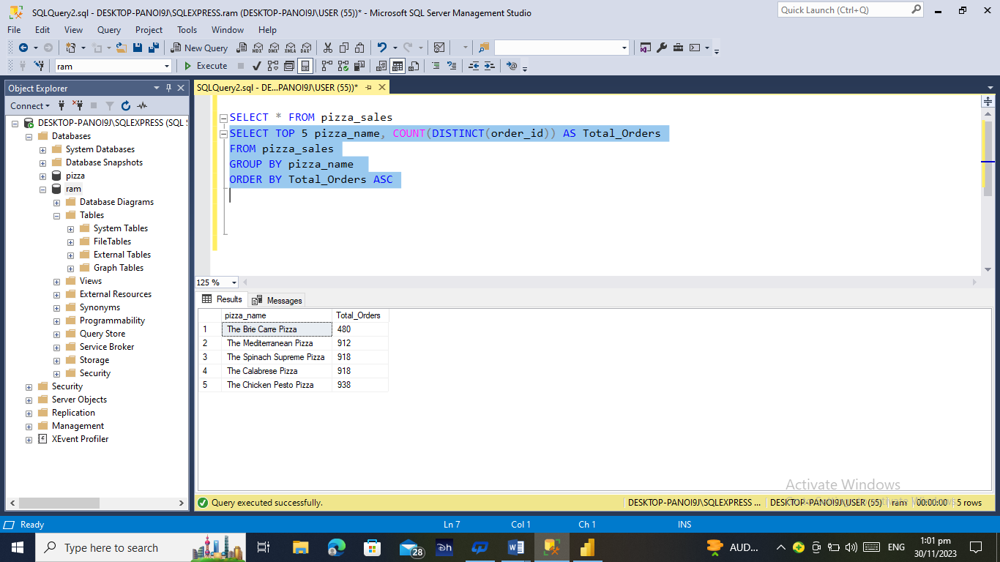 SQLQuery2.sql - DESKTOP-PANOI9J\SQLEXPRESS.ram (DESKTOP-PANOI9J\USER (55))* - Microsoft SQL Server Management Studio
Quick Launch (Ctrl+Q)
File Edit View Query Project Tools Window Help
New Query MDX DMX XMLA DAX
ram Execute
Object Explorer
SQLQuery2.sql - DE...PANOI9J\USER (55))*
Connect
DESKTOP-PANOI9J\SQLEXPRESS (SQL
Databases
System Databases
Database Snapshots
pizza
ram
Database Diagrams
Tables
System Tables
FileTables
External Tables
Graph Tables
Views
External Resources
Synonyms
Programmability
Query Store
Service Broker
Storage
Security
Security
Server Objects
Replication
Management
XEvent Profiler
SELECT * FROM pizza_sales
SELECT TOP 5 pizza_name, COUNT(DISTINCT(order_id)) AS Total_Orders
FROM pizza_sales
GROUP BY pizza_name
ORDER BY Total_Orders ASC
125 %
Results Messages
pizza_name Total_Orders
1 The Brie Carre Pizza 480
2 The Mediterranean Pizza 912
3 The Spinach Supreme Pizza 918
4 The Calabrese Pizza 918
5 The Chicken Pesto Pizza 938
Activate Windows
Query executed successfully. DESKTOP-PANOI9J\SQLEXPRESS ... DESKTOP-PANOI9J\USER (55) ram 00:00:00 5 rows
Ready Ln 7 Col 1 Ch 1 INS
Type here to search 28 AUD... ENG 1:01 pm
30/11/2023